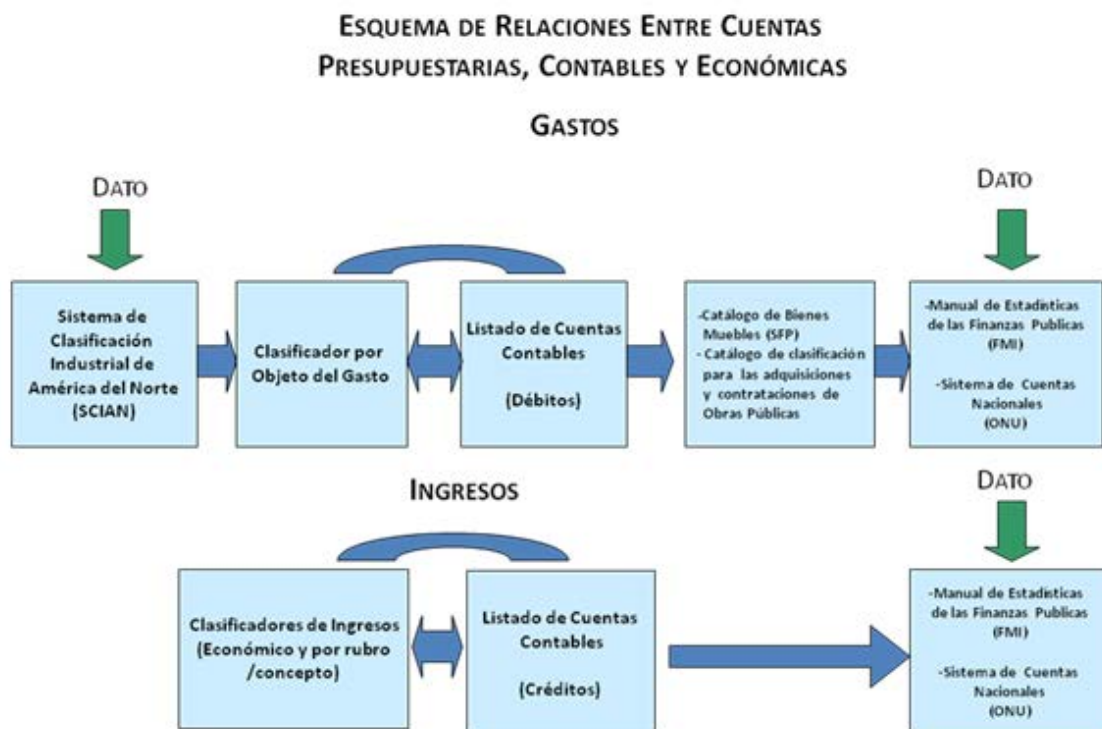 ESQUEMA DE RELACIONES ENTRE CUENTAS
PRESUPUESTARIAS, CONTABLES Y ECONÓMICAS
GASTOS
DATO
DATO
Sistema de
Clasificación
Industrial de
América del Norte
(SCIAN)
Clasificador por
Objeto del Gasto
Listado de Cuentas
Contables
(Débitos)
-Catálogo de Bienes
Muebles (SFP)
- Catálogo de clasificación
para las adquisiciones
y contrataciones de
Obras Públicas
-Manual de Estadísticas
de las Finanzas Publicas
(FMI)
-Sistema de Cuentas
Nacionales
(ONU)
INGRESOS
DATO
Clasificadores de Ingresos
(Económico y por rubro
/concepto)
Listado de Cuentas
Contables
(Créditos)
-Manual de Estadísticas
de las Finanzas Publicas
(FMI)
-Sistema de Cuentas
Nacionales
(ONU)